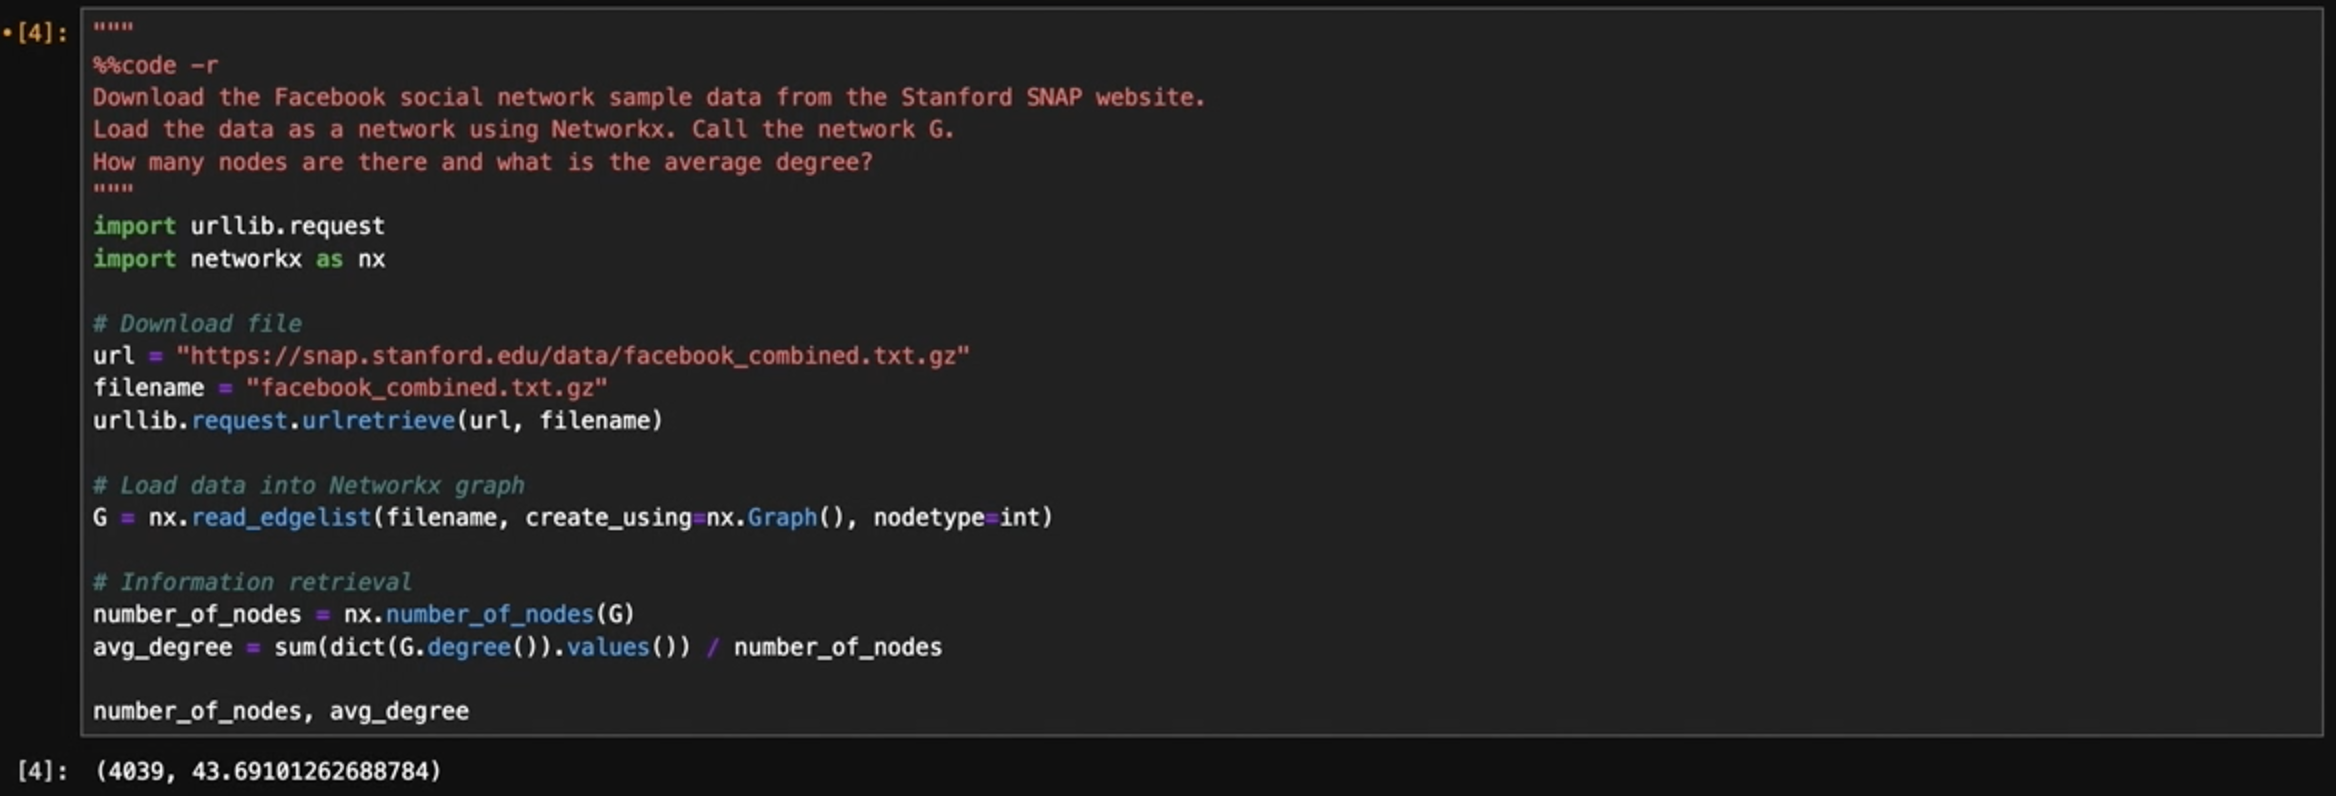 •[4]:
"""
%%code -r
Download the Facebook social network sample data from the Stanford SNAP website.
Load the data as a network using Networkx. Call the network G.
How many nodes are there and what is the average degree?
"""
import urllib.request
import networkx as nx
# Download file
url = "https://snap.stanford.edu/data/facebook_combined.txt.gz"
filename = "facebook_combined.txt.gz"
urllib.request.urlretrieve(url, filename)
# Load data into Networkx graph
G = nx.read_edgelist(filename, create_using=nx.Graph(), nodetype=int)
# Information retrieval
number_of_nodes = nx.number_of_nodes(G)
avg_degree = sum(dict(G.degree()).values()) / number_of_nodes
number_of_nodes, avg_degree
[4]: (4039, 43.69101262688784)